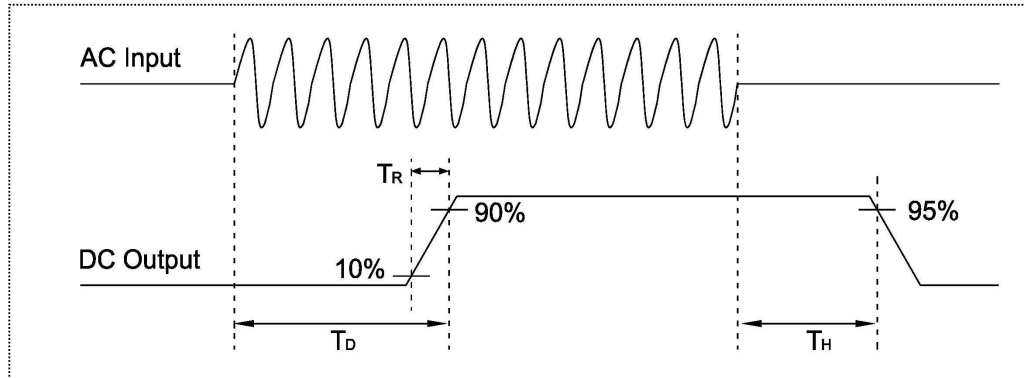 AC Input
TR
90%
95%
DC Output
10%
TD
TH